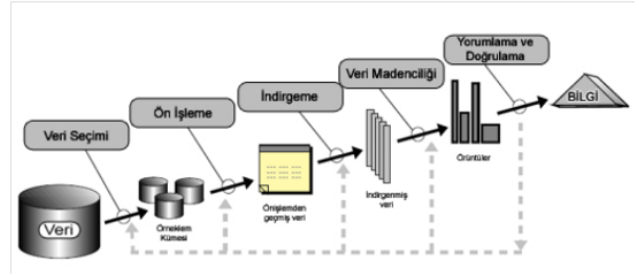 Yorumlama ve
Doğrulama
Veri Madenciliği
İndirgeme
Ön İşleme
Veri Seçimi
BİLGİ
Örüntüler
İndirgenmiş
veri
Önişlemden
geçmiş veri
Örneklem
Kümesi
Veri